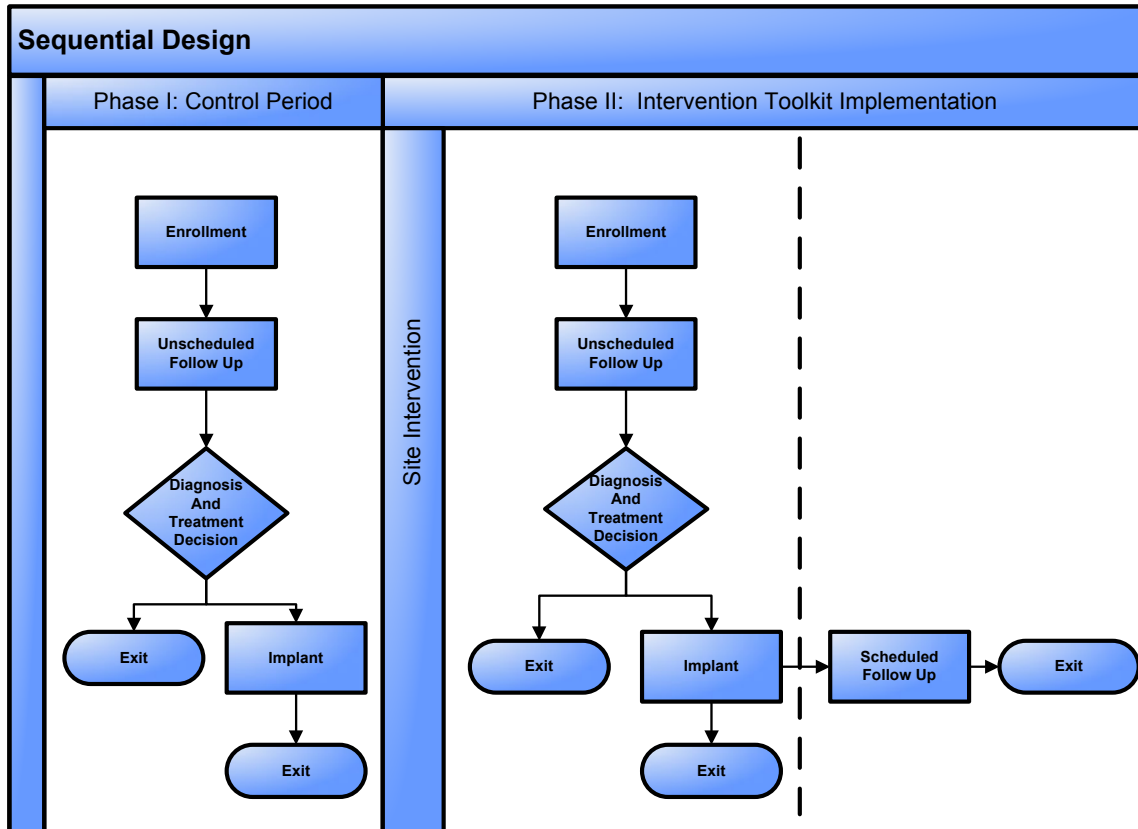 Sequential Design
Phase I: Control Period
Phase II:  Intervention Toolkit Implementation
Enrollment
Unscheduled
Follow Up
Diagnosis
And
Treatment
Decision
Exit
Implant
Exit
Site Intervention
Enrollment
Unscheduled
Follow Up
Diagnosis
And
Treatment
Decision
Exit
Implant
Scheduled
Follow Up
Exit
Exit